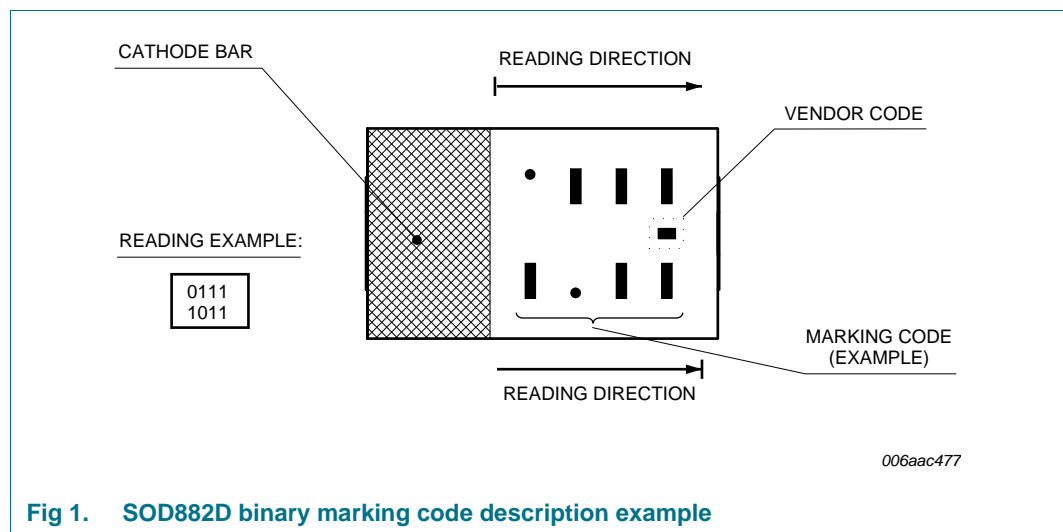 CATHODE BAR
READING DIRECTION
VENDOR CODE
READING EXAMPLE:
0111
1011
MARKING CODE
(EXAMPLE)
READING DIRECTION
006aac477
Fig 1. SOD882D binary marking code description example